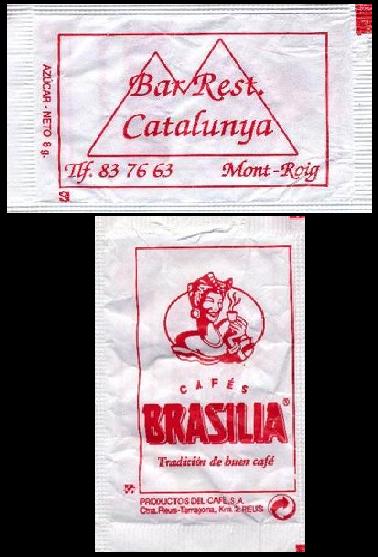 Bar Rest.
Catalunya
Tlf. 83 76 63 Mont-Roig
AZÚCAR - NETO 8 g.
CAFÉS
BRASILIA®
Tradición de buen café
PRODUCTOS DEL CAFE, S.A.
Ctra. Reus-Tarragona, Km. 2 REUS